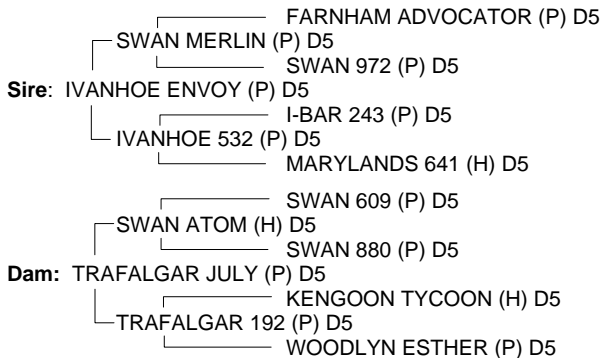 FARNHAM ADVOCATOR (P) D5
SWAN MERLIN (P) D5
SWAN 972 (P) D5
Sire: IVANHOE ENVOY (P) D5
I-BAR 243 (P) D5
IVANHOE 532 (P) D5
MARYLANDS 641 (H) D5
SWAN 609 (P) D5
SWAN ATOM (H) D5
SWAN 880 (P) D5
Dam: TRAFALGAR JULY (P) D5
KENGOON TYCOON (H) D5
TRAFALGAR 192 (P) D5
WOODLYN ESTHER (P) D5